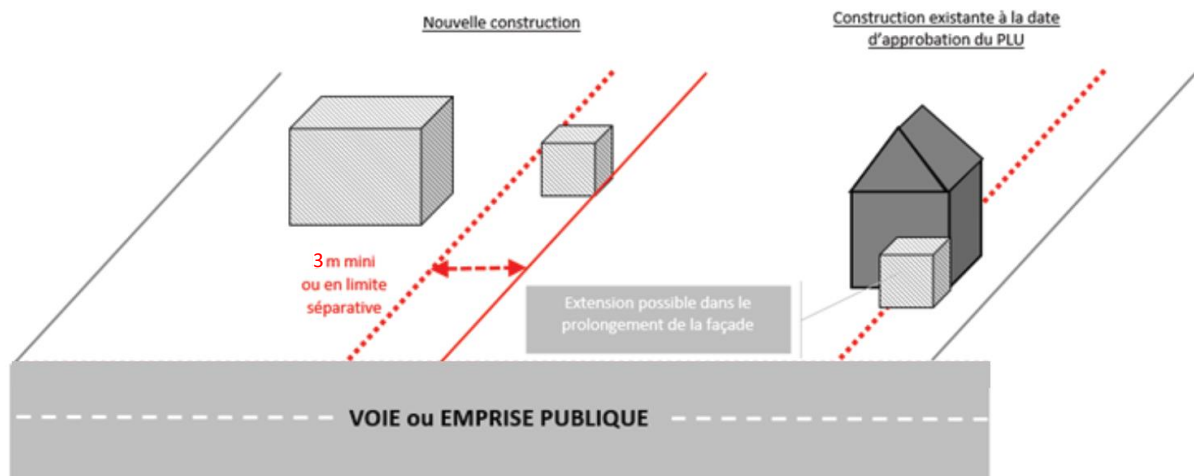 Nouvelle construction
Construction existante à la date
d’approbation du PLU
3m mini
ou en limite
séparative
Extension possible dans le
prolongement de la façade
VOIE ou EMPRISE PUBLIQUE